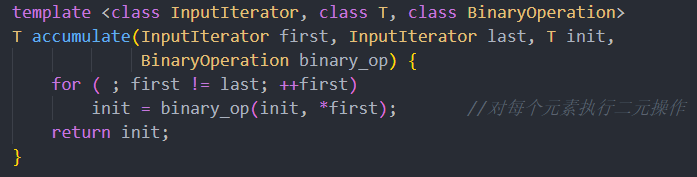 template <class InputIterator, class T, class BinaryOperation>
T accumulate(InputIterator first, InputIterator last, T init,
             BinaryOperation binary_op) {
    for ( ; first != last; ++first)
        init = binary_op(init, *first);        //对每个元素执行二元操作
    return init;
}